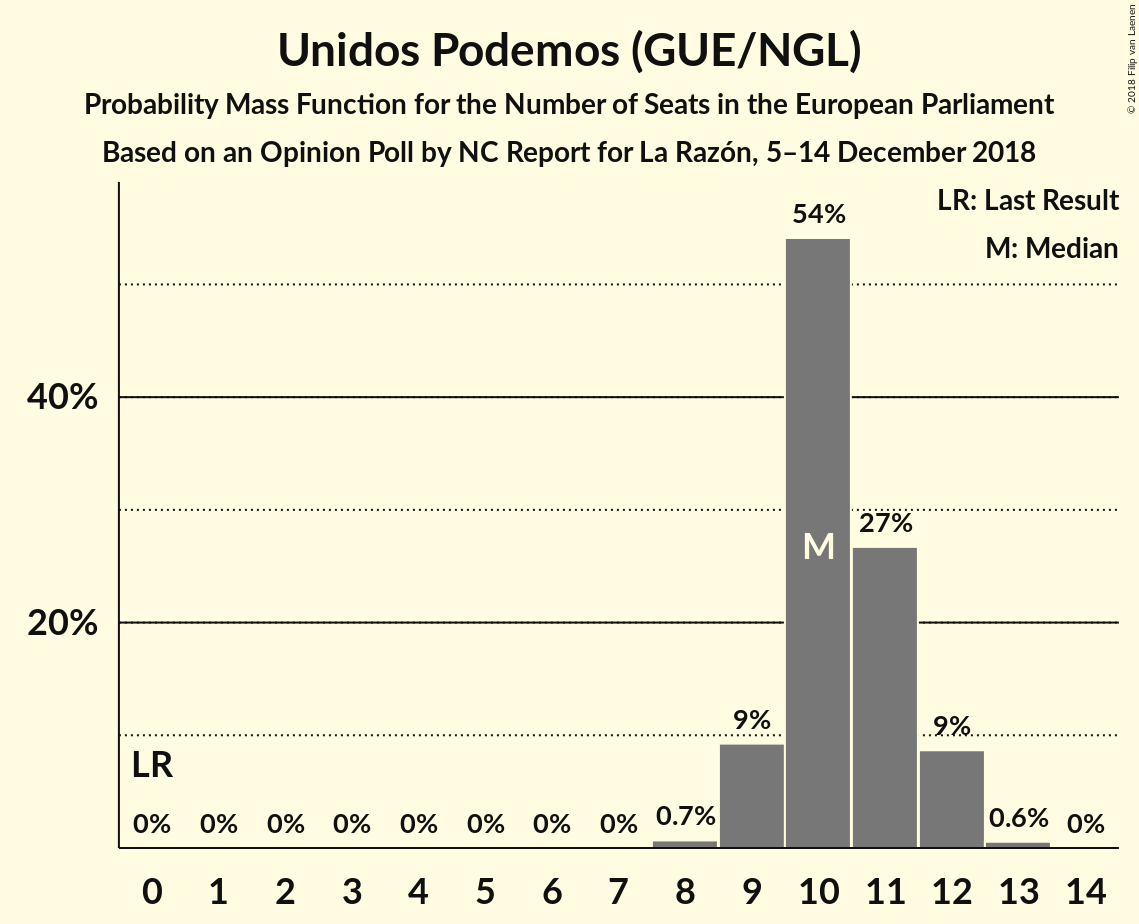 Unidos Podemos (GUE/NGL)
Probability Mass Function for the Number of Seats in the European Parliament
Based on an Opinion Poll by NC Report for La Razón, 5–14 December 2018
© 2018 Filip van Laenen
LR: Last Result
M: Median
54%
40%
27%
M
20%
9%
9%
LR
0% 0% 0% 0% 0% 0% 0% 0% 0.7% 0.6% 0%
0 1 2 3 4 5 6 7 8 9 10 11 12 13 14